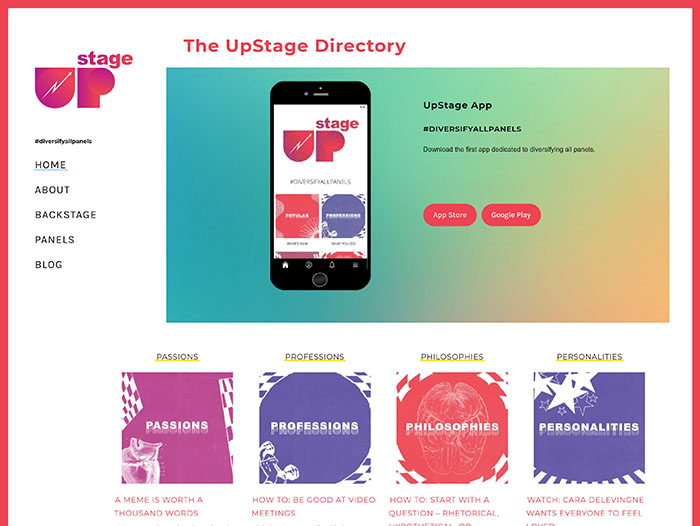 stage
UP
The UpStage Directory
#diversifyallpanels
HOME
ABOUT
BACKSTAGE
PANELS
BLOG
stage
UP
#DIVERSIFYALLPANELS
POPULAR
PROFESSIONS
WHAT'S NEW
WHAT YOU DO
UpStage App
#DIVERSIFYALLPANELS
Download the first app dedicated to diversifying all panels.
App Store
Google Play
PASSIONS
PROFESSIONS
PHILOSOPHIES
PERSONALITIES
PASSIONS
PROFESSIONS
PHILOSOPHIES
PERSONALITIES
A MEME IS WORTH A
THOUSAND WORDS
HOW TO: BE GOOD AT VIDEO
MEETINGS
HOW TO: START WITH A
QUESTION – RHETORICAL,
WATCH: CARA DELEVINGNE
WANTS EVERYONE TO FEEL